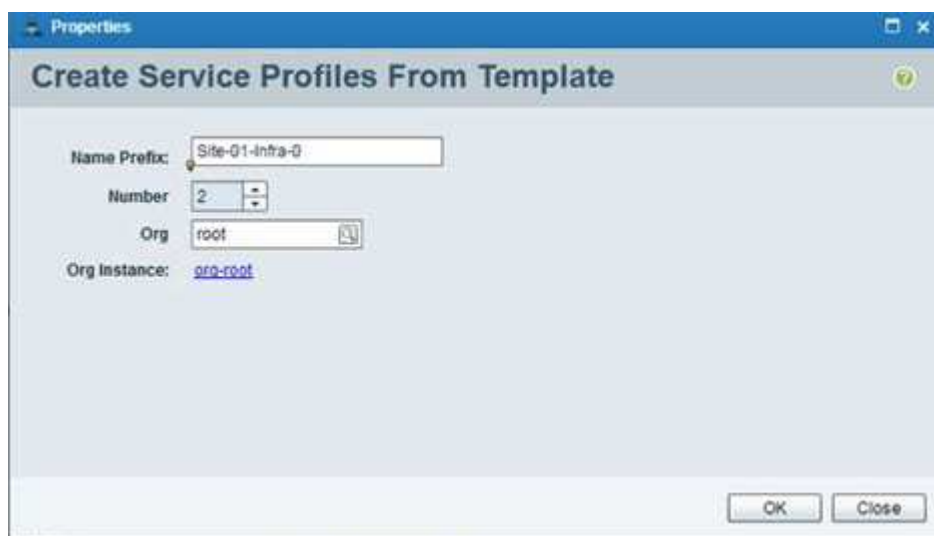 Properties
Create Service Profiles From Template
Name Prefix: Site-01-Infra-0
Number 2
Org root
Org Instance: org-root
OK Close